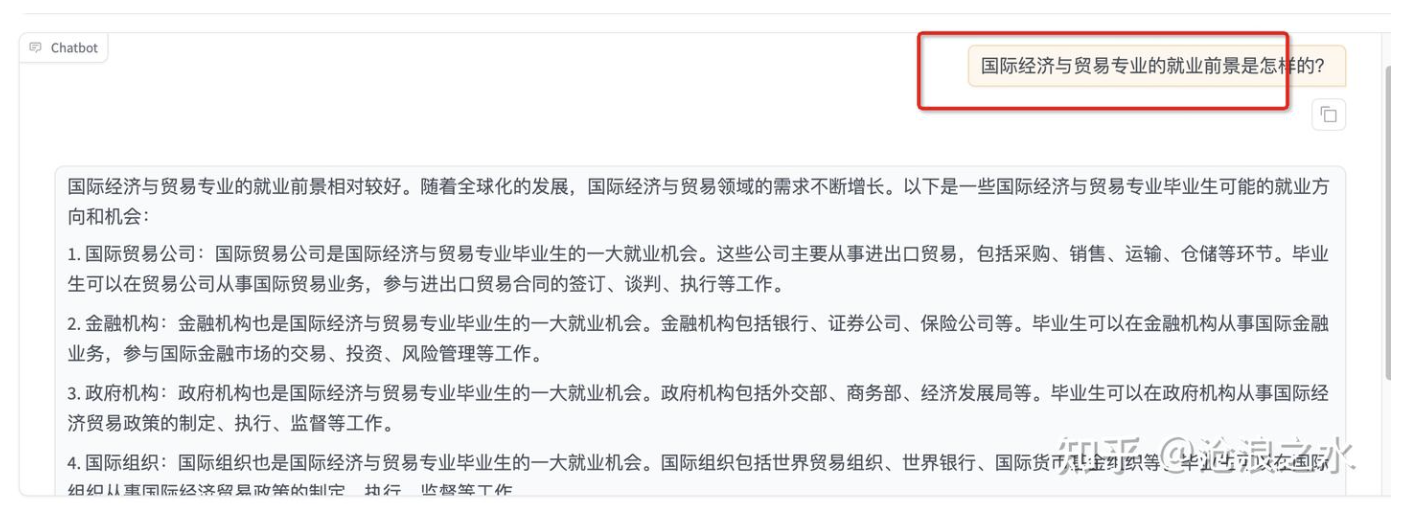 Chatbot
国际经济与贸易专业的就业前景是怎样的?
国际经济与贸易专业的就业前景相对较好。随着全球化的发展，国际经济与贸易领域的需求不断增长。以下是一些国际经济与贸易专业毕业生可能的就业方
向和机会：
1. 国际贸易公司：国际贸易公司是国际经济与贸易专业毕业生的一大就业机会。这些公司主要从事进出口贸易，包括采购、销售、运输、仓储等环节。毕业
生可以在贸易公司从事国际贸易业务，参与进出口贸易合同的签订、谈判、执行等工作。
2. 金融机构：金融机构也是国际经济与贸易专业毕业生的一大就业机会。金融机构包括银行、证券公司、保险公司等。毕业生可以在金融机构从事国际金融
业务，参与国际金融市场的交易、投资、风险管理等工作。
3. 政府机构：政府机构也是国际经济与贸易专业毕业生的一大就业机会。政府机构包括外交部、商务部、经济发展局等。毕业生可以在政府机构从事国际经
济贸易政策的制定、执行、监督等工作。
4. 国际组织：国际组织也是国际经济与贸易专业毕业生的一大就业机会。国际组织包括世界贸易组织、世界银行、国际货币基金组织等。毕业生可以在国际
组织从事国际经济贸易政策的制定、执行、监督等工作
知乎 @沧浪之水